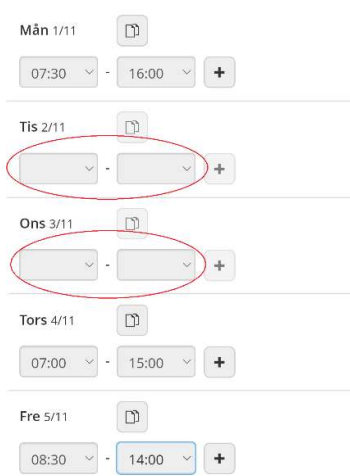 Mån 1/11
07:30 - 16:00 +
Tis 2/11
- +
Ons 3/11
- +
Tors 4/11
07:00 - 15:00 +
Fre 5/11
08:30 - 14:00 +